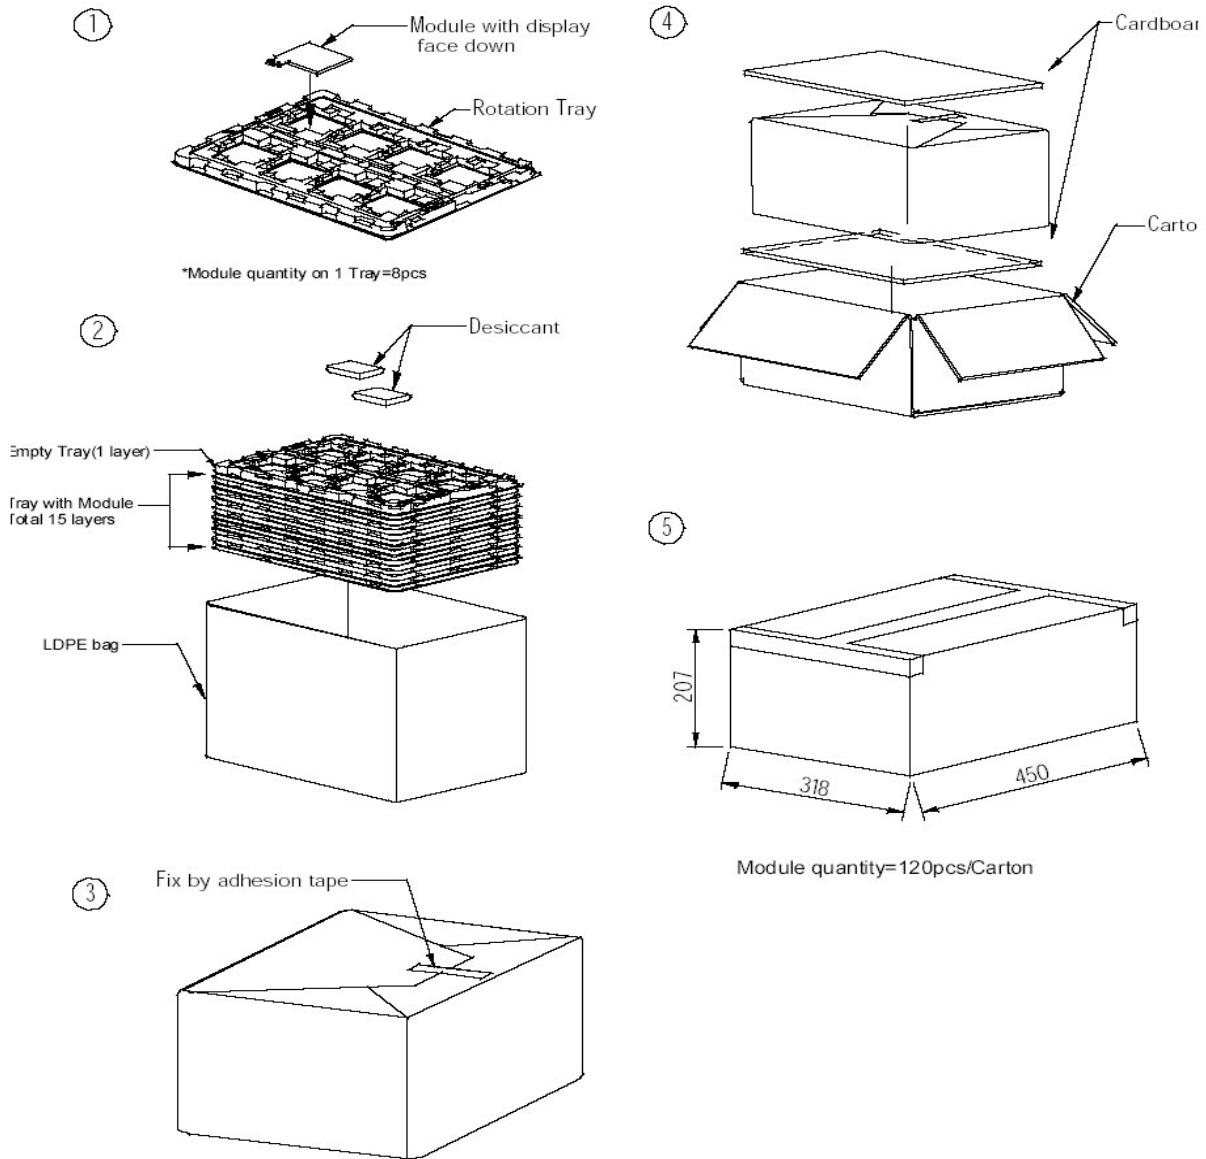 1
Module with display
face down
Rotation Tray
*Module quantity on 1 Tray=8pcs
2
Desiccant
Empty Tray(1 layer)
Tray with Module
Total 15 layers
LDPE bag
3
Fix by adhesion tape
4
Cardboar
Carto
5
207
318
450
Module quantity=120pcs/Carton